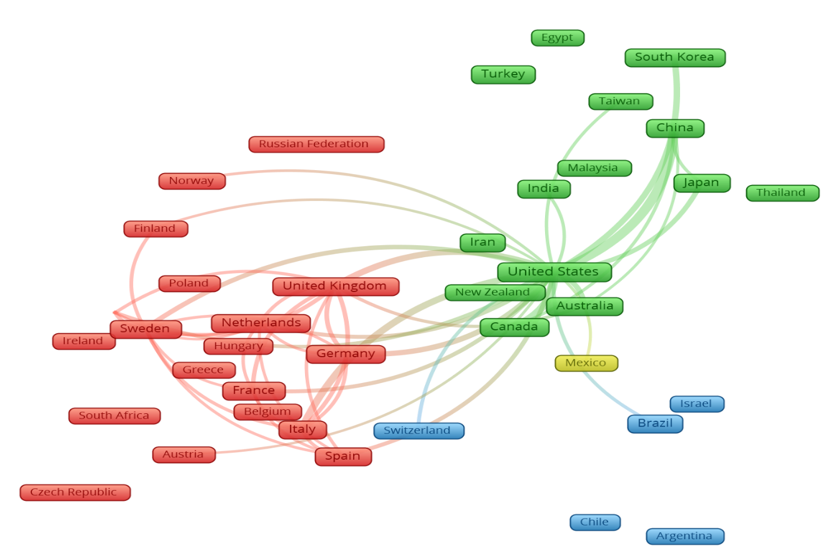 Egypt
South Korea
Turkey
Taiwan
China
Russian Federation
Malaysia
Norway
India
Japan
Thailand
Finland
Iran
United States
Poland
United Kingdom
New Zealand
Australia
Sweden
Netherlands
Canada
Ireland
Hungary
Germany
Mexico
Greece
France
Israel
South Africa
Belgium
Brazil
Italy
Switzerland
Austria
Spain
Czech Republic
Chile
Argentina